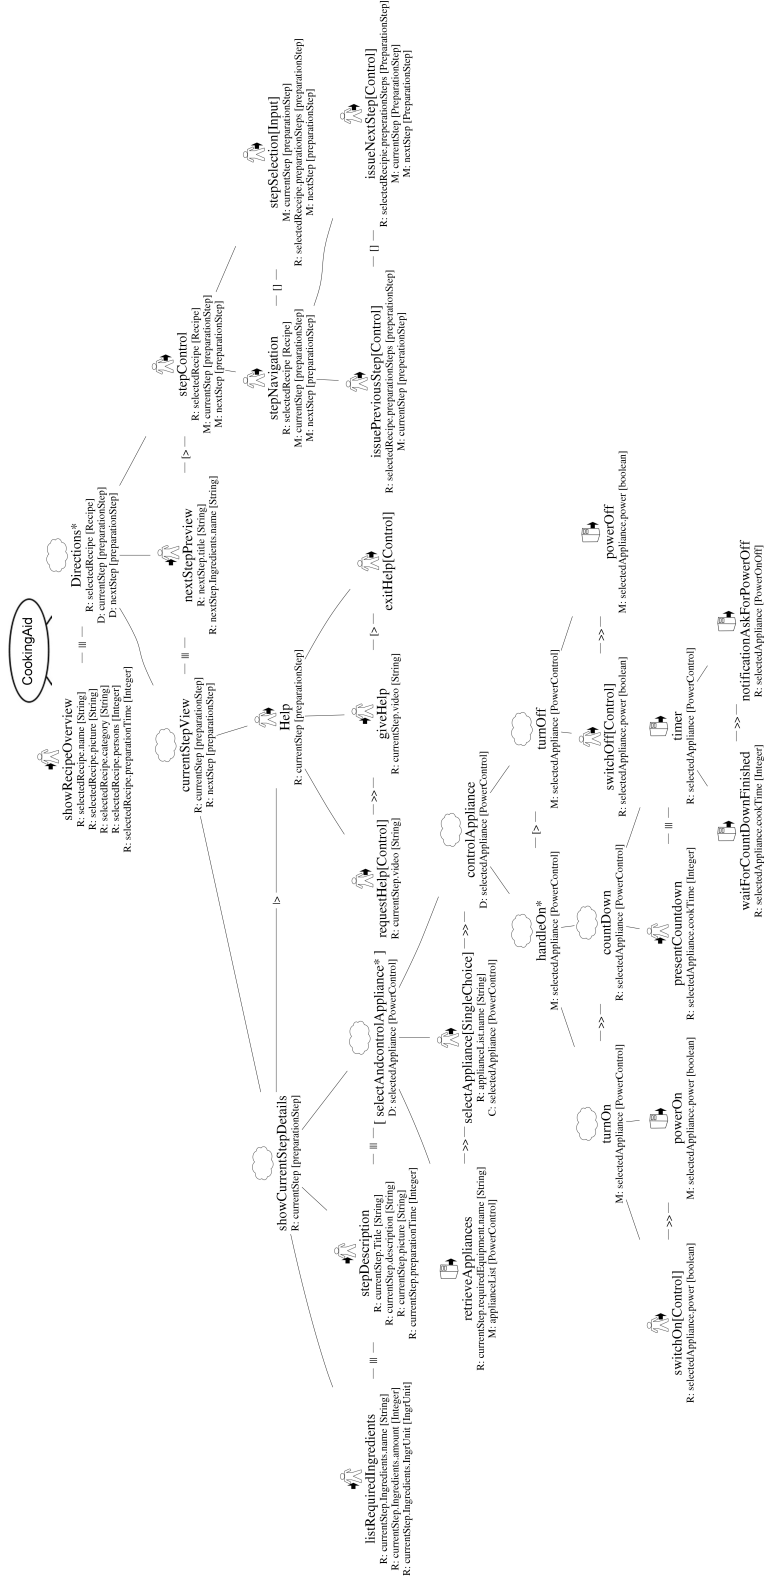 CookingAid
showRecipeOverview
R: selectedRecipe.name [String]
R: selectedRecipe.picture [String]
R: selectedRecipe.category [String]
R: selectedRecipe.persons [Integer]
R: selectedRecipe.preparationTime [Integer]
|||
Directions*
R: selectedRecipe [Recipe]
D: currentStep [preparationStep]
D: nextStep [preparationStep]
currentStepView
R: currentStep [preparationStep]
R: nextStep [preparationStep]
|||
nextStepPreview
R: nextStep.title [String]
R: nextStep.Ingredients.name [String]
[>
stepControl
R: selectedRecipe [Recipe]
M: currentStep [preparationStep]
M: nextStep [preparationStep]
showCurrentStepDetails
R: currentStep [preparationStep]
|>
Help
R: currentStep [preparationStep]
stepNavigation
R: selectedRecipe [Recipe]
M: currentStep [preparationStep]
M: nextStep [preparationStep]
[]
stepSelection[Input]
M: currentStep [preparationStep]
R: selectedReceipe.preparationSteps [preparationStep]
M: nextStep [preparationStep]
listRequiredIngredients
R: currentStep.Ingredients.name [String]
R: currentStep.Ingredients.amount [Integer]
R: currentStep.Ingredients.IngrUnit [IngrUnit]
|||
stepDescription
R: currentStep.Title [String]
R: currentStep.description [String]
R: currentStep.picture [String]
R: currentStep.preparationTime [Integer]
|||
[ selectAndcontrolAppliance* ]
D: selectedAppliance [PowerControl]
requestHelp[Control]
R: currentStep.video [String]
>>
giveHelp
R: currentStep.video [String]
[>
exitHelp[Control]
issuePreviousStep[Control]
R: selectedRecipe.preparationSteps [preperationStep]
M: currentStep [preperationStep]
[]
issueNextStep[Control]
R: selectedRecipie.preperationSteps [PreparationStep]
M: currentStep [PreparationStep]
M: nextStep [PreparationStep]
retrieveAppliances
R: currentStep.requiredEquipment.name [String]
M: applianceList [PowerControl]
>>
selectAppliance[SingleChoice]
R: applianceList.name [String]
C: selectedAppliance [PowerControl]
>>
controlAppliance
D: selectedAppliance [PowerControl]
handleOn*
M: selectedAppliance [PowerControl]
[>
turnOff
M: selectedAppliance [PowerControl]
turnOn
M: selectedAppliance [PowerControl]
>>
countDown
R: selectedAppliance [PowerControl]
switchOff[Control]
R: selectedAppliance.power [boolean]
>>
powerOff
M: selectedAppliance.power [boolean]
switchOn[Control]
R: selectedAppliance.power [boolean]
>>
powerOn
M: selectedAppliance.power [boolean]
presentCountdown
R: selectedAppliance.cookTime [Integer]
|||
timer
R: selectedAppliance [PowerControl]
waitForCountDownFinished
R: selectedAppliance.cookTime [Integer]
>>
notificationAskForPowerOff
R: selectedAppliance [PowerOnOff]